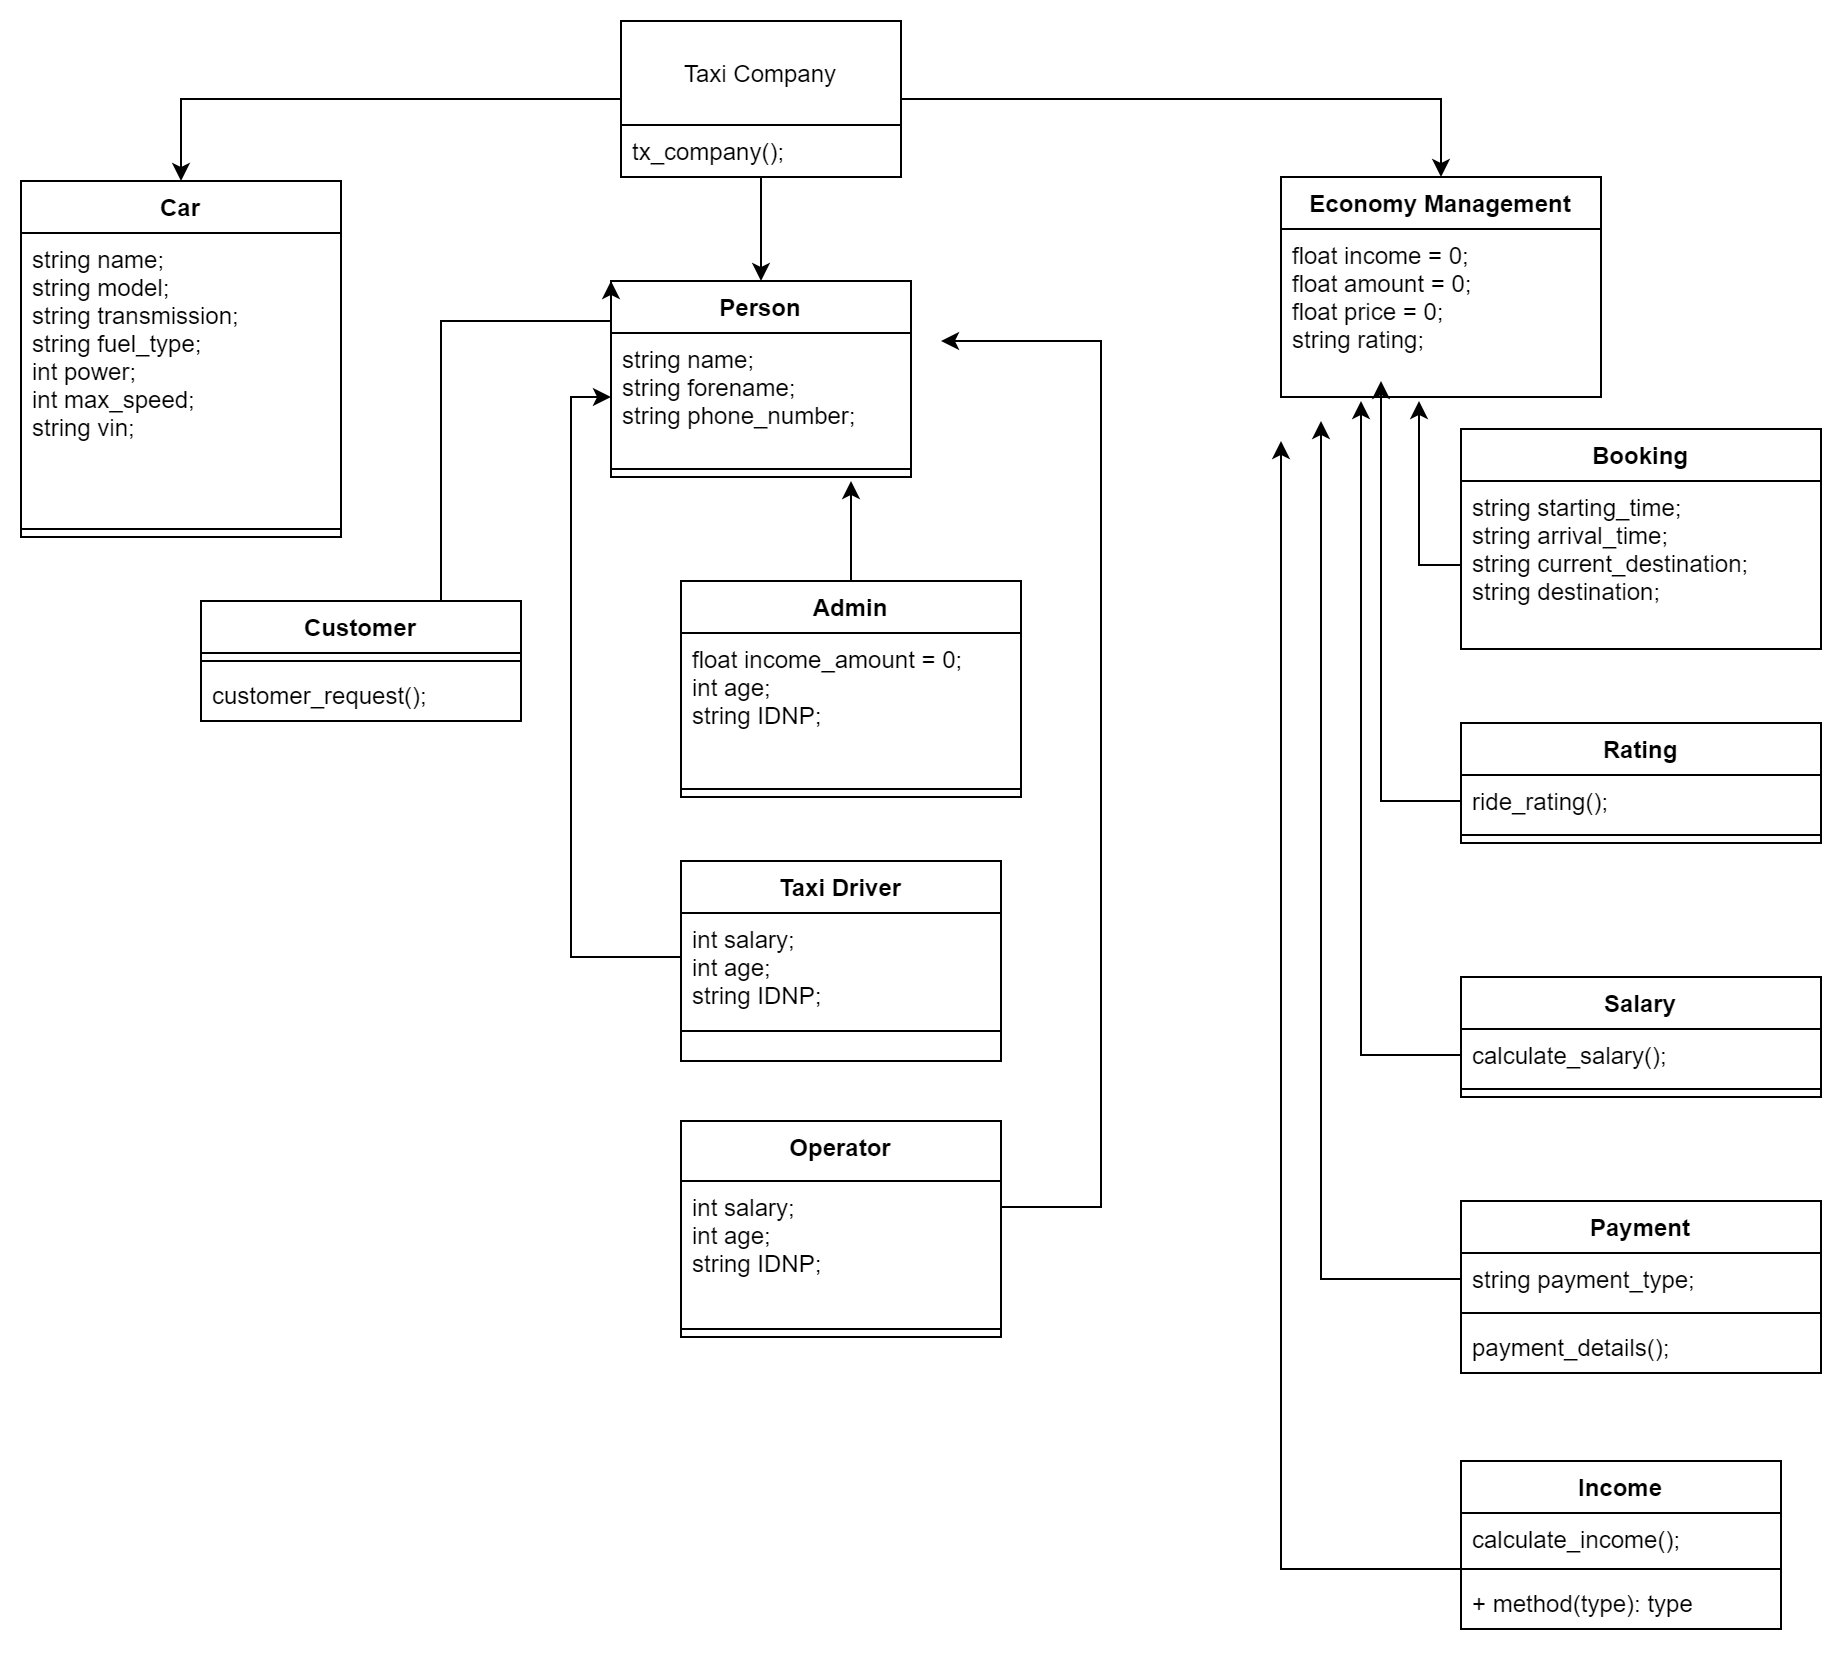 Taxi Company
tx_company();
Car
string name;
string model;
string transmission;
string fuel_type;
int power;
int max_speed;
string vin;
Person
string name;
string forename;
string phone_number;
Economy Management
float income = 0;
float amount = 0;
float price = 0;
string rating;
Booking
string starting_time;
string arrival_time;
string current_destination;
string destination;
Customer
customer_request();
Admin
float income_amount = 0;
int age;
string IDNP;
Rating
ride_rating();
Taxi Driver
int salary;
int age;
string IDNP;
Salary
calculate_salary();
Operator
int salary;
int age;
string IDNP;
Payment
string payment_type;
payment_details();
Income
calculate_income();
+ method(type): type